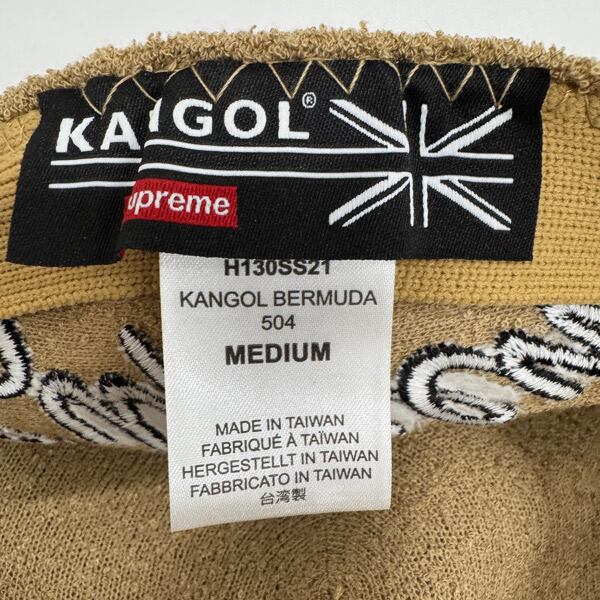 KANGOL®
upreme
H130SS21
KANGOL BERMUDA
504
MEDIUM
MADE IN TAIWAN
FABRIQUÉ À TAÏWAN
HERGESTELLT IN TAIWAN
FABBRICATO IN TAIWAN
台湾製